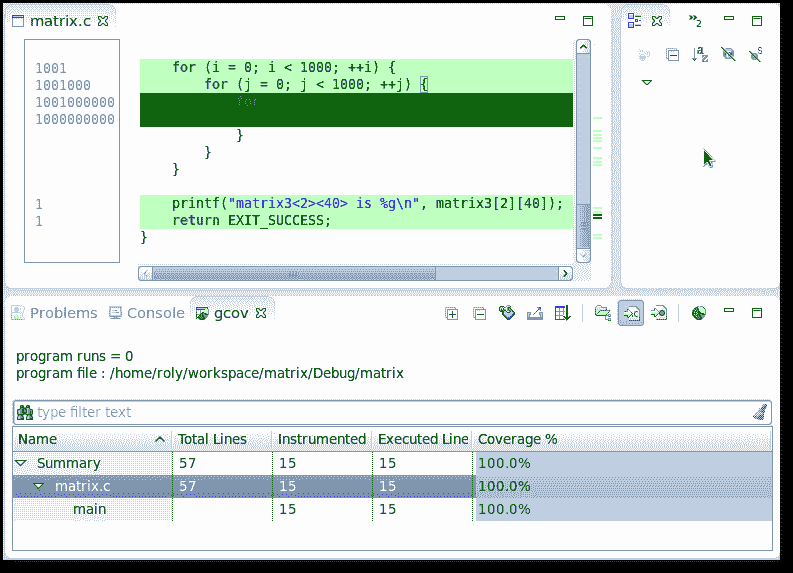 matrix.c
2
1001
for (i = 0; i < 1000; ++i) {
1001000
for (j = 0; j < 1000; ++j) {
1001000000
for
1000000000
}
}
}
1
printf("matrix3<2><40> is %g\n", matrix3[2][40]);
1
return EXIT_SUCCESS;
}
Problems Console gcov
program runs = 0
program file : /home/roly/workspace/matrix/Debug/matrix
type filter text
Name Total Lines Instrumented Executed Line Coverage %
Summary 57 15 15 100.0%
matrix.c 57 15 15 100.0%
main 15 15 100.0%